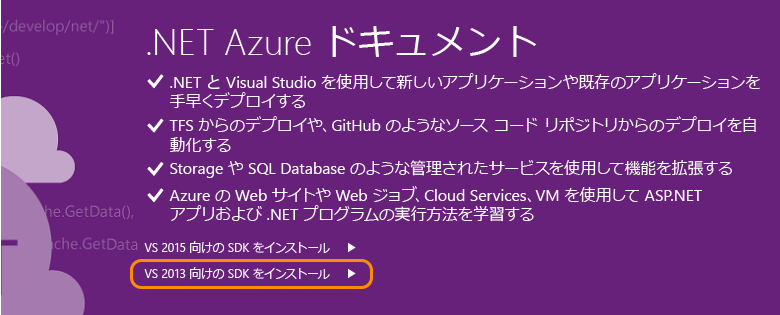 e/develop/net/")]
et()
.NET Azure ドキュメント
.NET と Visual Studio を使用して新しいアプリケーションや既存のアプリケーションを
手早くデプロイする
TFS からのデプロイや、GitHub のようなソース コード リポジトリからのデプロイを自
動化する
Storage や SQL Database のような管理されたサービスを使用して機能を拡張する
Azure の Web サイトや Web ジョブ、Cloud Services、VM を使用して ASP.NET
アプリおよび .NET プログラムの実行方法を学習する
che.GetData(),
ache.GetData
VS 2015 向けの SDK をインストール
VS 2013 向けの SDK をインストール